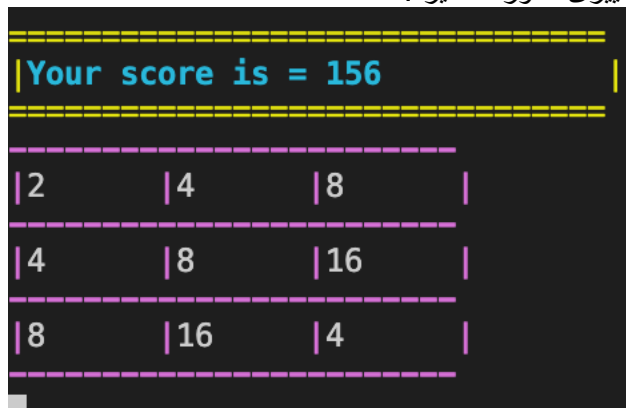 ==============================
|Your score is = 156 |
==============================
------------------------
|2 |4 |8 |
------------------------
|4 |8 |16 |
------------------------
|8 |16 |4 |
------------------------